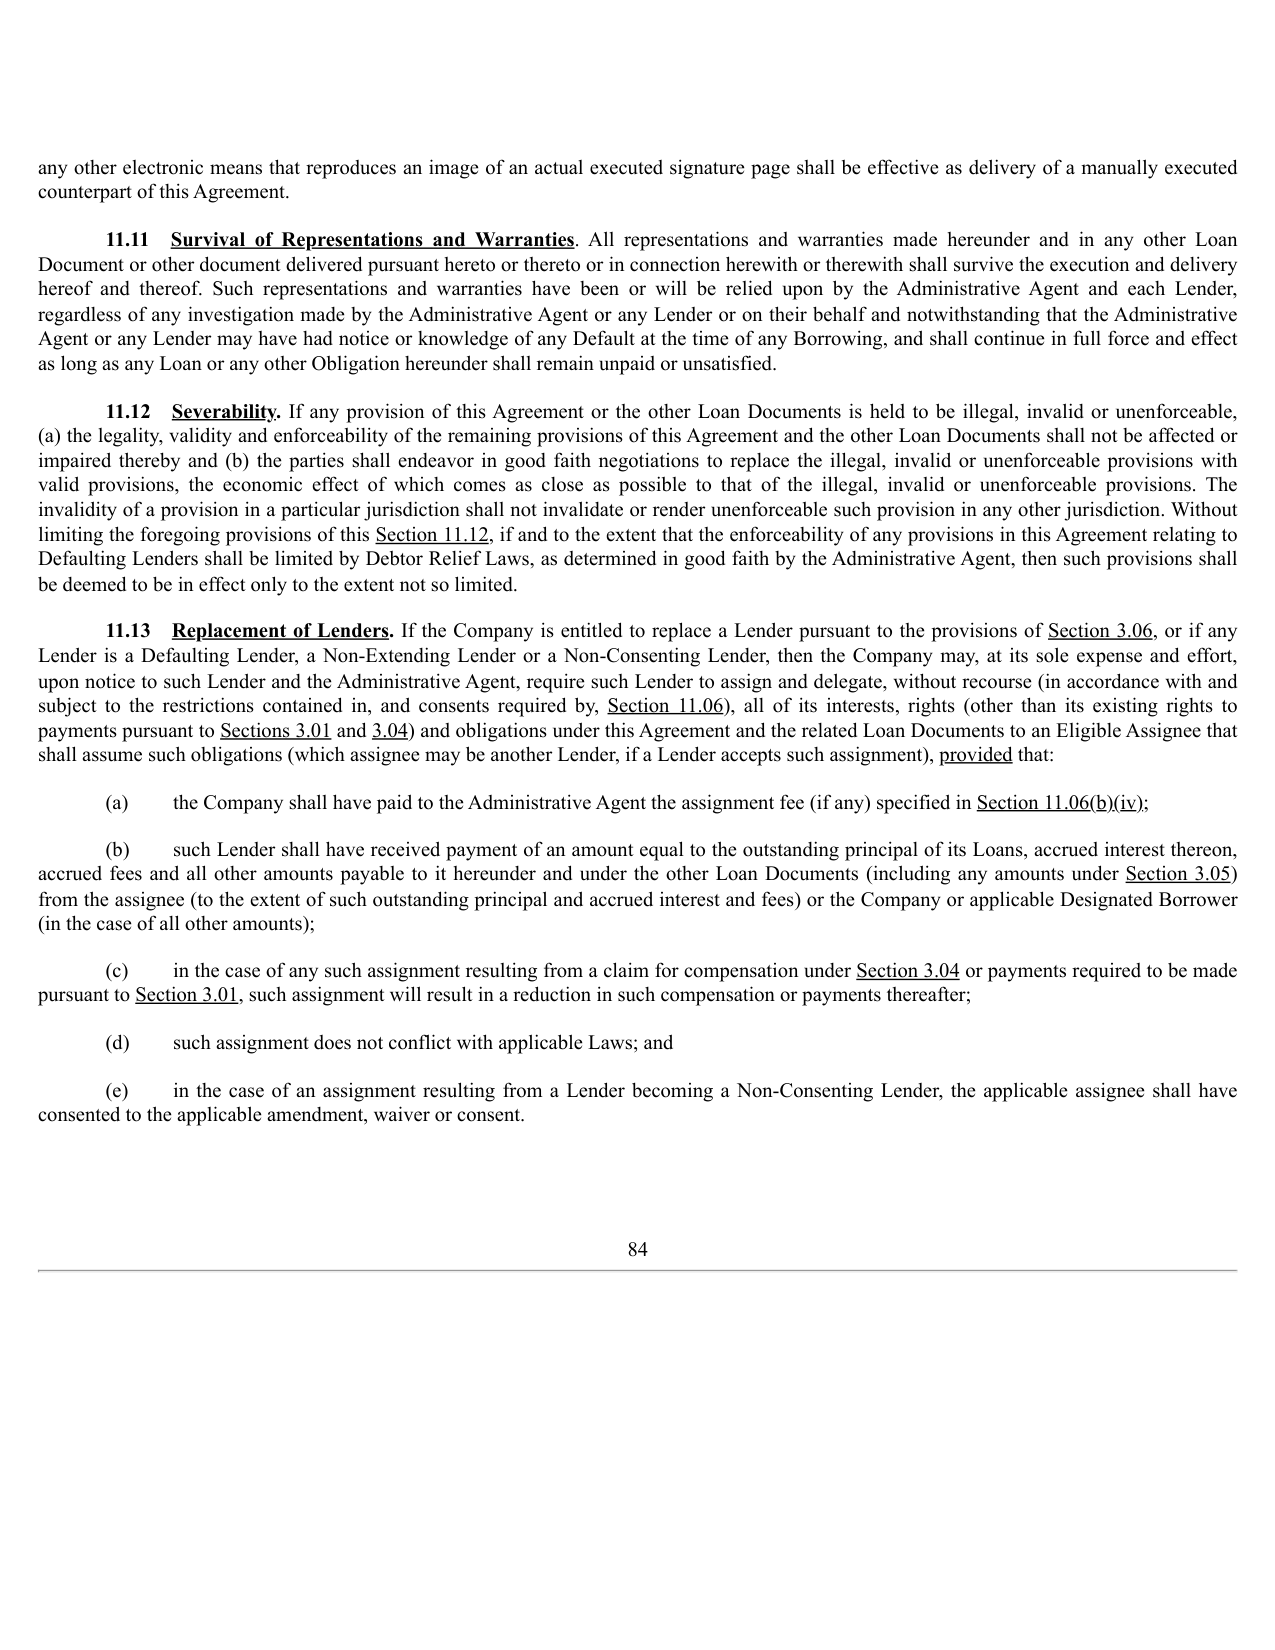 any other electronic means that reproduces an image of an actual executed signature page shall be effective as delivery of a manually executed
counterpart of this Agreement.
11.11 Survival of Representations and Warranties. All representations and warranties made hereunder and in any other Loan
Document or other document delivered pursuant hereto or thereto or in connection herewith or therewith shall survive the execution and delivery
hereof and thereof. Such representations and warranties have been or will be relied upon by the Administrative Agent and each Lender,
regardless of any investigation made by the Administrative Agent or any Lender or on their behalf and notwithstanding that the Administrative
Agent or any Lender may have had notice or knowledge of any Default at the time of any Borrowing, and shall continue in full force and effect
as long as any Loan or any other Obligation hereunder shall remain unpaid or unsatisfied.
11.12 Severability. If any provision of this Agreement or the other Loan Documents is held to be illegal, invalid or unenforceable,
(a) the legality, validity and enforceability of the remaining provisions of this Agreement and the other Loan Documents shall not be affected or
impaired thereby and (b) the parties shall endeavor in good faith negotiations to replace the illegal, invalid or unenforceable provisions with
valid provisions, the economic effect of which comes as close as possible to that of the illegal, invalid or unenforceable provisions. The
invalidity of a provision in a particular jurisdiction shall not invalidate or render unenforceable such provision in any other jurisdiction. Without
limiting the foregoing provisions of this Section 11.12, if and to the extent that the enforceability of any provisions in this Agreement relating to
Defaulting Lenders shall be limited by Debtor Relief Laws, as determined in good faith by the Administrative Agent, then such provisions shall
be deemed to be in effect only to the extent not so limited.
11.13 Replacement of Lenders. If the Company is entitled to replace a Lender pursuant to the provisions of Section 3.06, or if any
Lender is a Defaulting Lender, a Non-Extending Lender or a Non-Consenting Lender, then the Company may, at its sole expense and effort,
upon notice to such Lender and the Administrative Agent, require such Lender to assign and delegate, without recourse (in accordance with and
subject to the restrictions contained in, and consents required by, Section 11.06), all of its interests, rights (other than its existing rights to
payments pursuant to Sections 3.01 and 3.04) and obligations under this Agreement and the related Loan Documents to an Eligible Assignee that
shall assume such obligations (which assignee may be another Lender, if a Lender accepts such assignment), provided that:
(a) the Company shall have paid to the Administrative Agent the assignment fee (if any) specified in Section 11.06(b)(iv);
(b) such Lender shall have received payment of an amount equal to the outstanding principal of its Loans, accrued interest thereon,
accrued fees and all other amounts payable to it hereunder and under the other Loan Documents (including any amounts under Section 3.05)
from the assignee (to the extent of such outstanding principal and accrued interest and fees) or the Company or applicable Designated Borrower
(in the case of all other amounts);
(c) in the case of any such assignment resulting from a claim for compensation under Section 3.04 or payments required to be made
pursuant to Section 3.01, such assignment will result in a reduction in such compensation or payments thereafter;
(d) such assignment does not conflict with applicable Laws; and
(e) in the case of an assignment resulting from a Lender becoming a Non-Consenting Lender, the applicable assignee shall have
consented to the applicable amendment, waiver or consent.
84